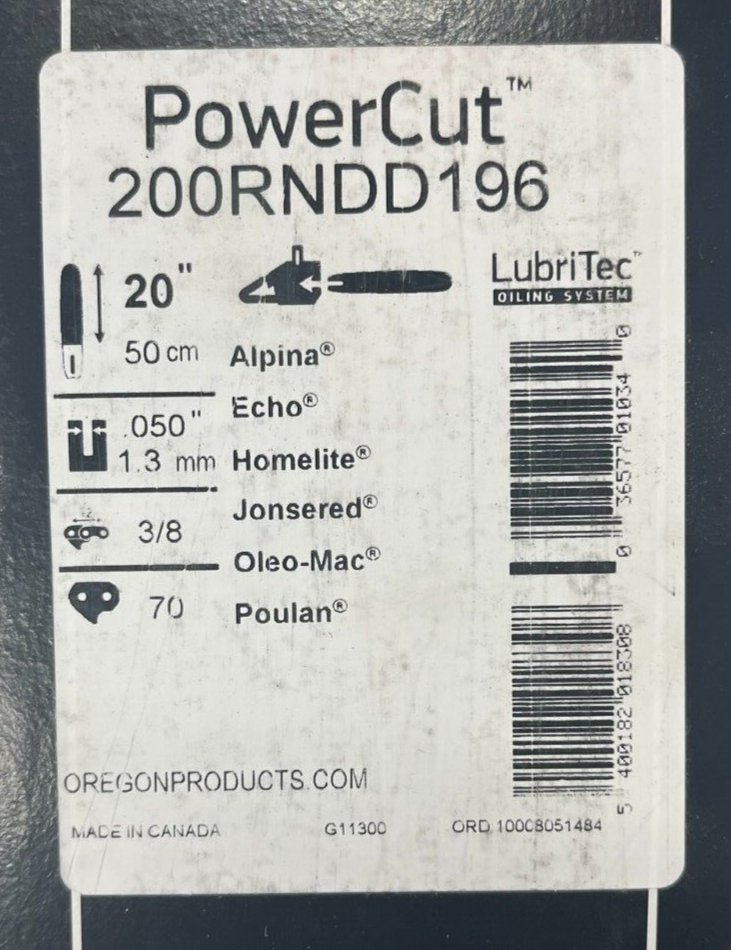 PowerCut™
200RNDD196
20"
50 cm
.050"
1.3 mm
3/8
70
Alpina®
Echo®
Homelite®
Jonsered®
Oleo-Mac®
Poulan®
LubriTec™
OILING SYSTEM
0 36577 01034 0
5 400182 018308
OREGONPRODUCTS.COM
MADE IN CANADA
G11300
ORD 10008051484